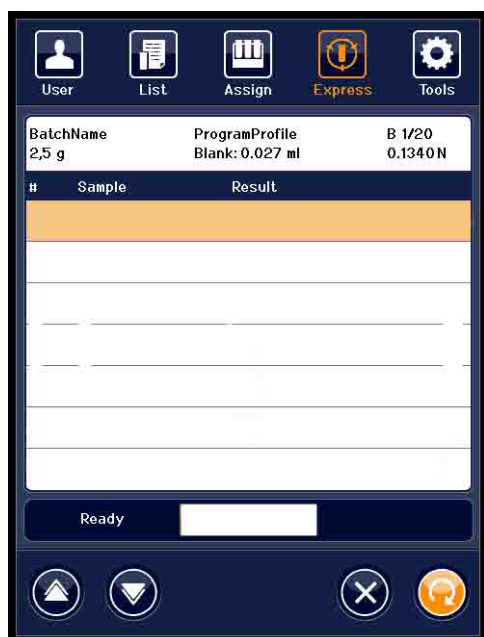 User List Assign Express Tools
BatchName ProgramProfile B 1/20
2,5 g Blank: 0.027 ml 0.1340 N
# Sample Result
Ready